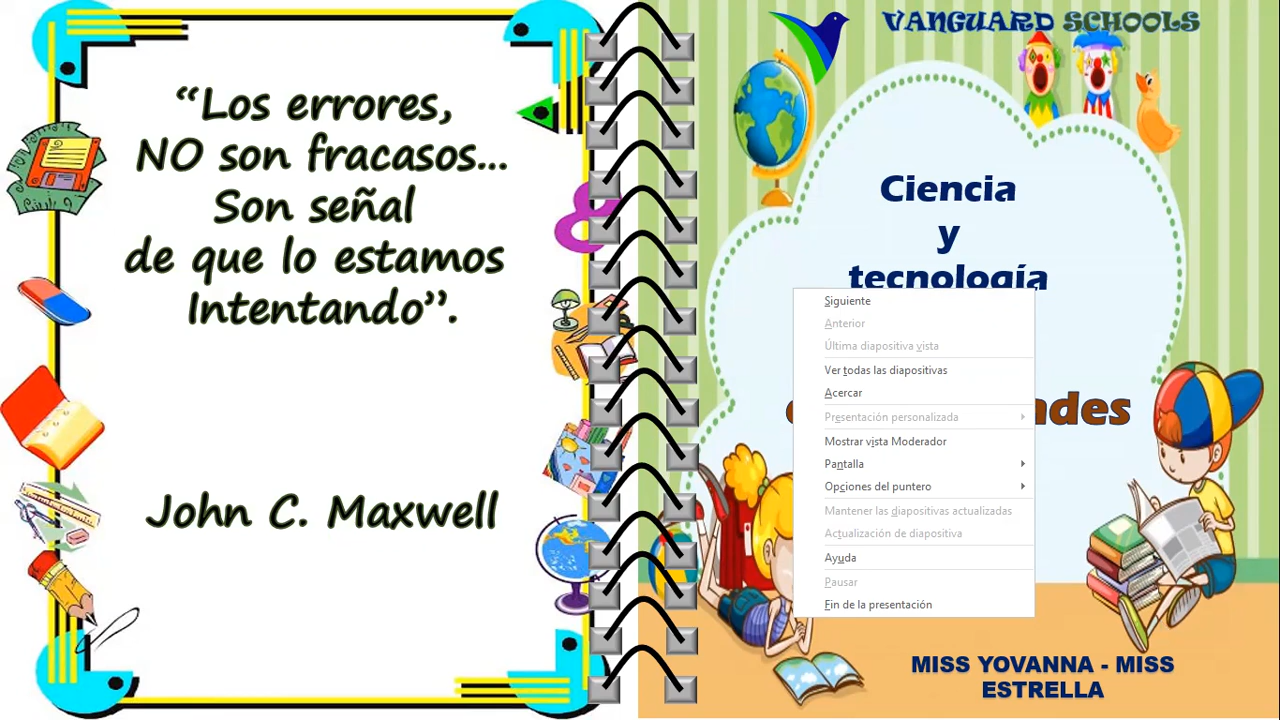 “Los errores,
NO son fracasos...
Son señal
de que lo estamos
Intentando”.
John C. Maxwell
VANGUARD SCHOOLS
Ciencia
y
tecnología
Siguiente
Anterior
Última diapositiva vista
Ver todas las diapositivas
Acercar
Presentación personalizada
Mostrar vista Moderador
Pantalla
Opciones del puntero
Mantener las diapositivas actualizadas
Actualización de diapositiva
Ayuda
Pausar
Fin de la presentación
MISS YOVANNA - MISS
ESTRELLA